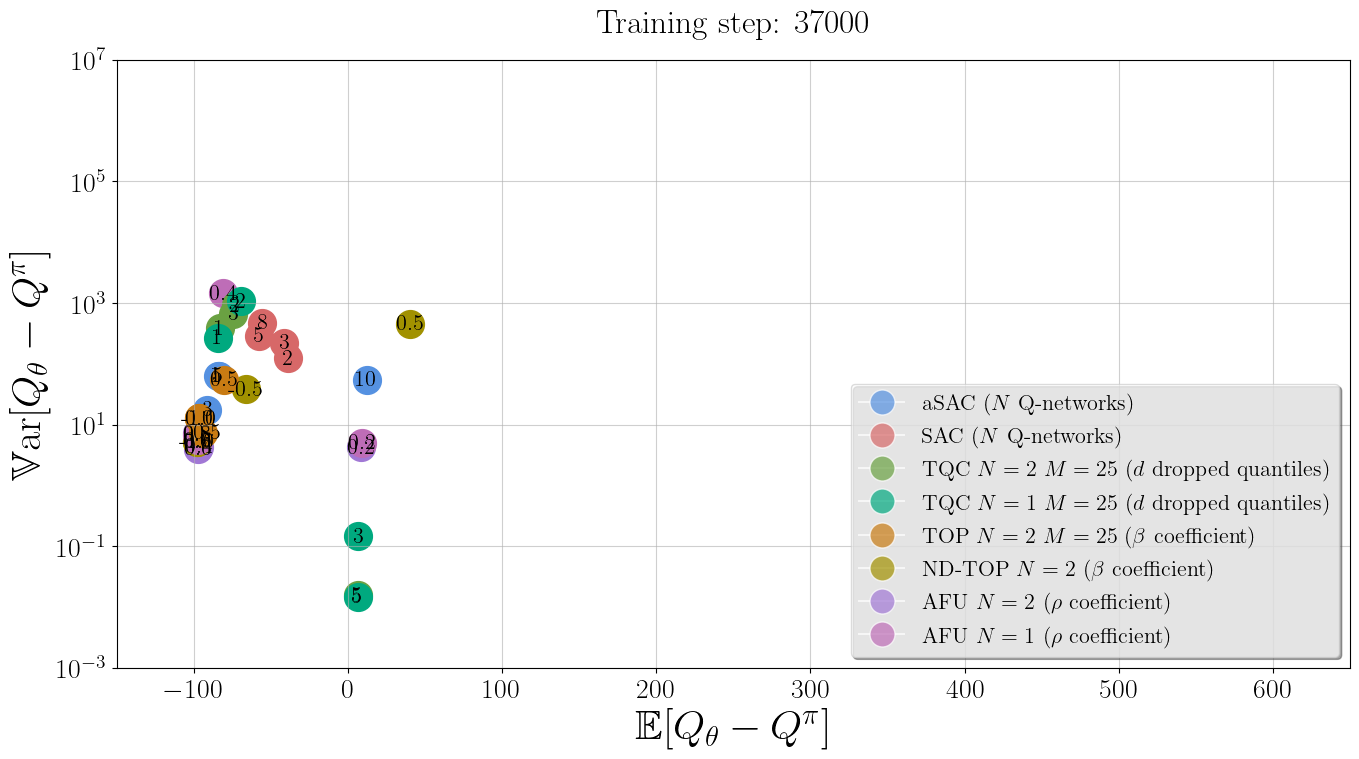 Training step: 37000
10^7
10^5
10^3
10^1
10^−1
10^−3
𝕍ar[Q_θ − Q^π]
0.4
2
3
1
1
8
5
3
2
0.5
0.5
-0.5
10
3
0.2
0.2
3
5
−100
0
100
200
300
400
500
600
𝔼[Q_θ − Q^π]
aSAC (N Q-networks)
SAC (N Q-networks)
TQC N = 2 M = 25 (d dropped quantiles)
TQC N = 1 M = 25 (d dropped quantiles)
TOP N = 2 M = 25 (β coefficient)
ND-TOP N = 2 (β coefficient)
AFU N = 2 (ρ coefficient)
AFU N = 1 (ρ coefficient)